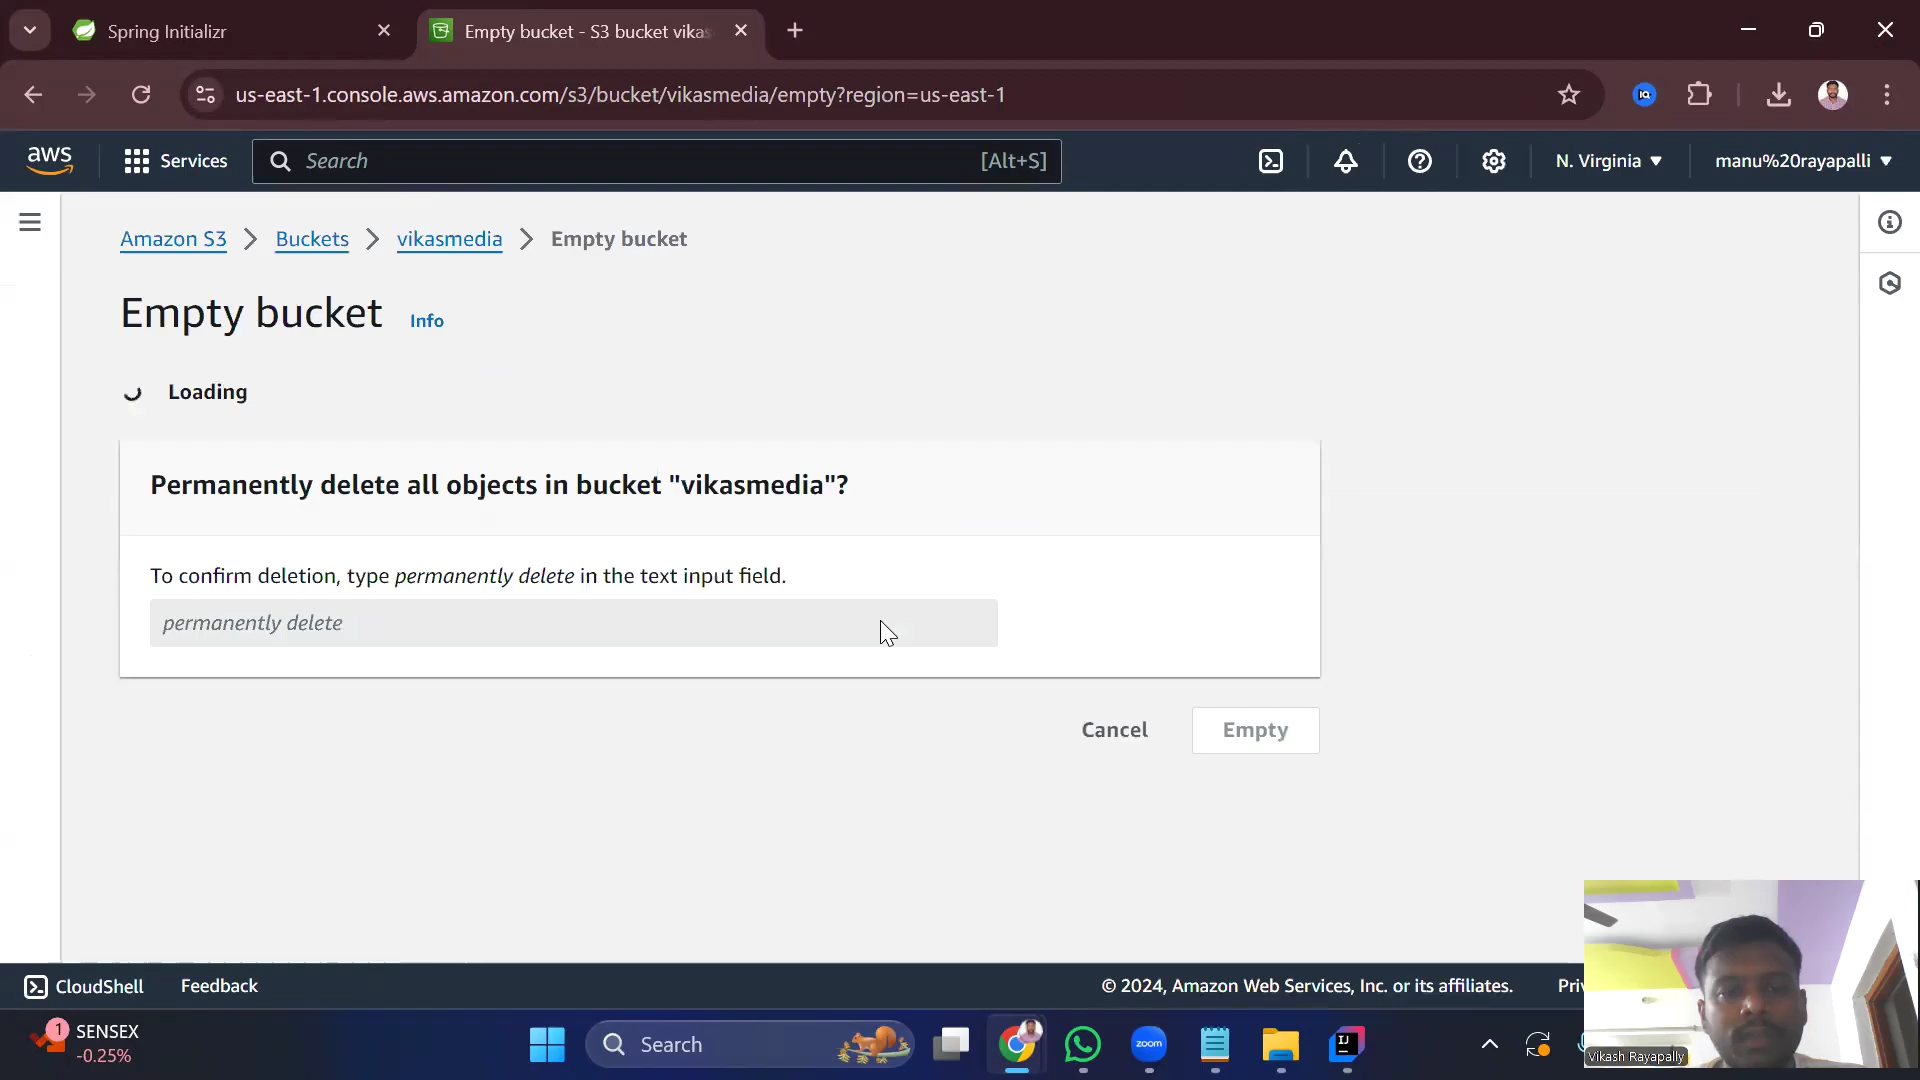 Spring Initializr
Empty bucket - S3 bucket vikas
us-east-1.console.aws.amazon.com/s3/bucket/vikasmedia/empty?region=us-east-1
IQ
aws
Services
Search
[Alt+S]
N. Virginia
manu%20rayapalli
Amazon S3
Buckets
vikasmedia
Empty bucket
Empty bucket
Info
Loading
Permanently delete all objects in bucket "vikasmedia"?
To confirm deletion, type permanently delete in the text input field.
permanently delete
Cancel
Empty
CloudShell
Feedback
© 2024, Amazon Web Services, Inc. or its affiliates.
Pri
1
SENSEX
-0.25%
Search
zoom
IJ
Vikash Rayapally